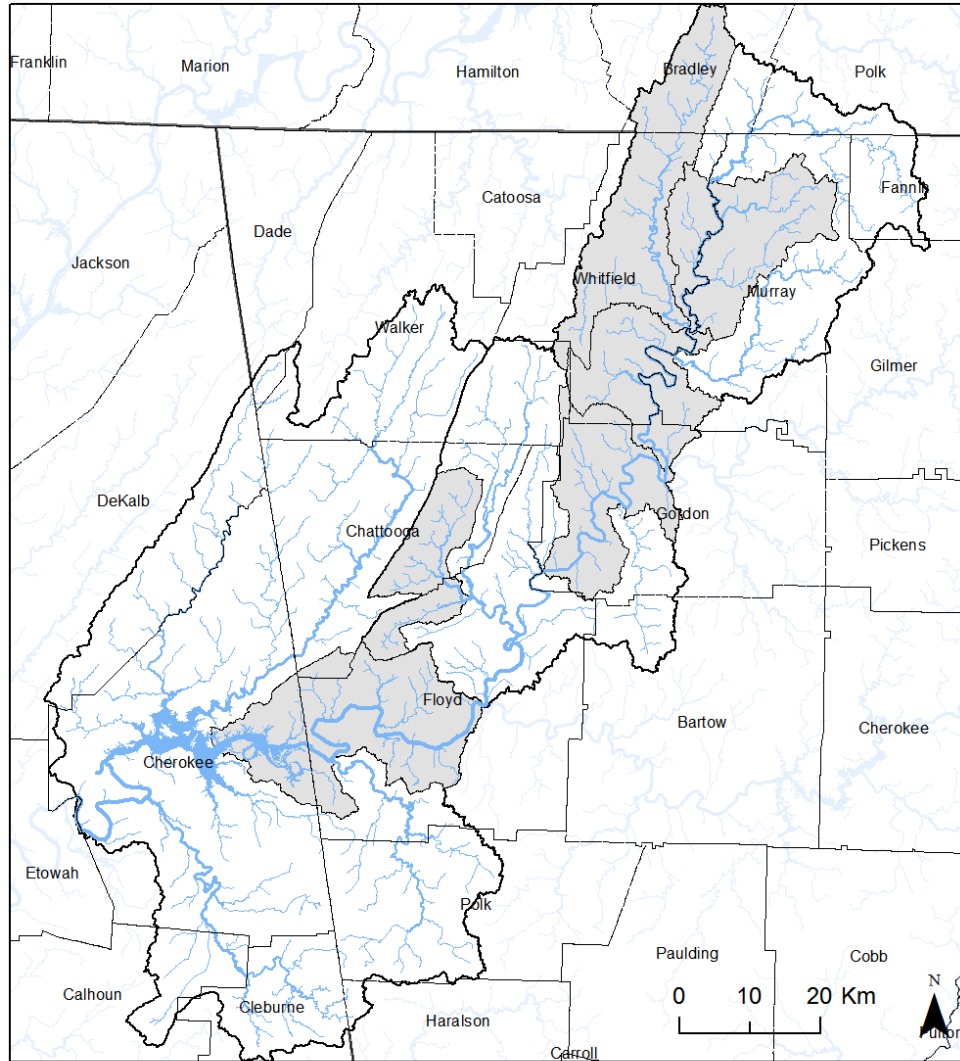 Franklin
Marion
Hamilton
Bradley
Polk
Catoosa
Fannin
Dade
Jackson
Whitfield
Murray
Walker
Gilmer
DeKalb
Chattooga
Gordon
Pickens
Floyd
Bartow
Cherokee
Cherokee
Etowah
Polk
Paulding
Cobb
Calhoun
Cleburne
Haralson
0 10 20 Km
N
Fulton
Carroll